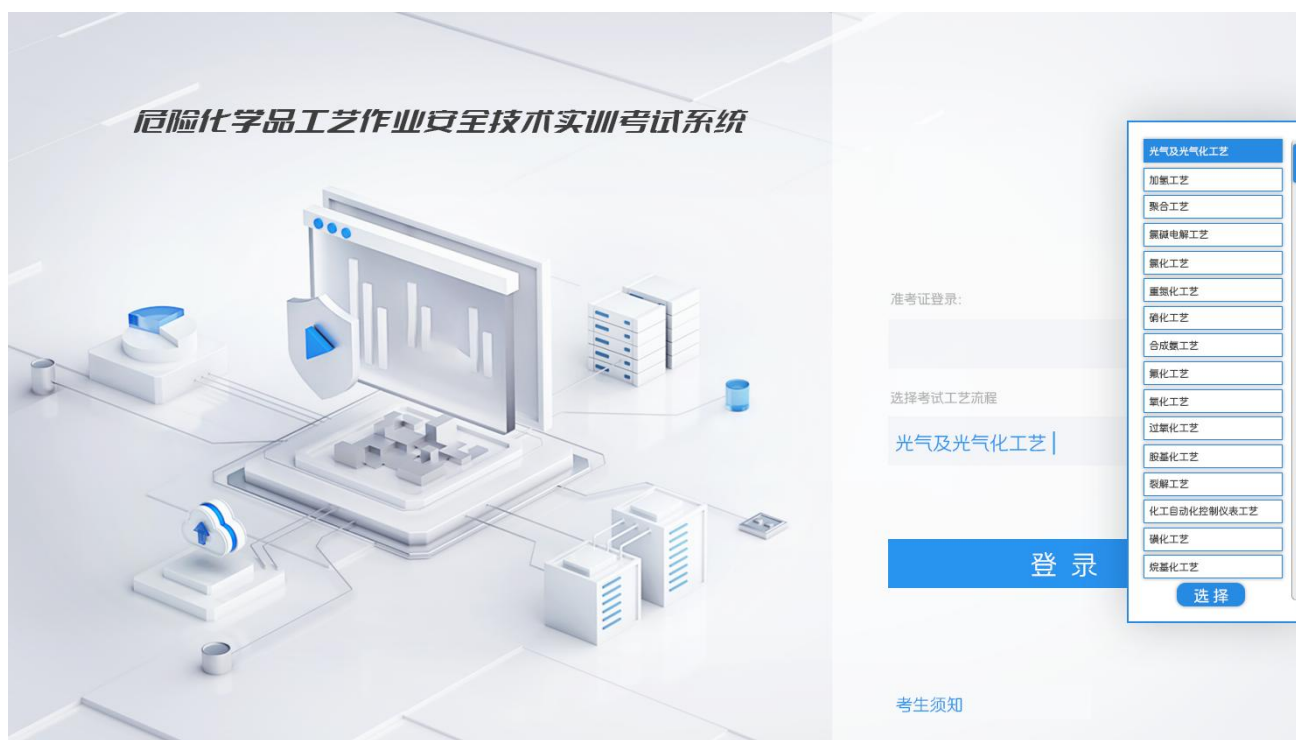 危险化学品工艺作业安全技术实训考试系统
准考证登录:
选择考试工艺流程
光气及光气化工艺
登 录
考生须知
光气及光气化工艺
加氢工艺
聚合工艺
氯碱电解工艺
氯化工艺
重氮化工艺
硝化工艺
合成氨工艺
氟化工艺
氧化工艺
过氧化工艺
胺基化工艺
裂解工艺
化工自动化控制仪表工艺
磺化工艺
烷基化工艺
选 择